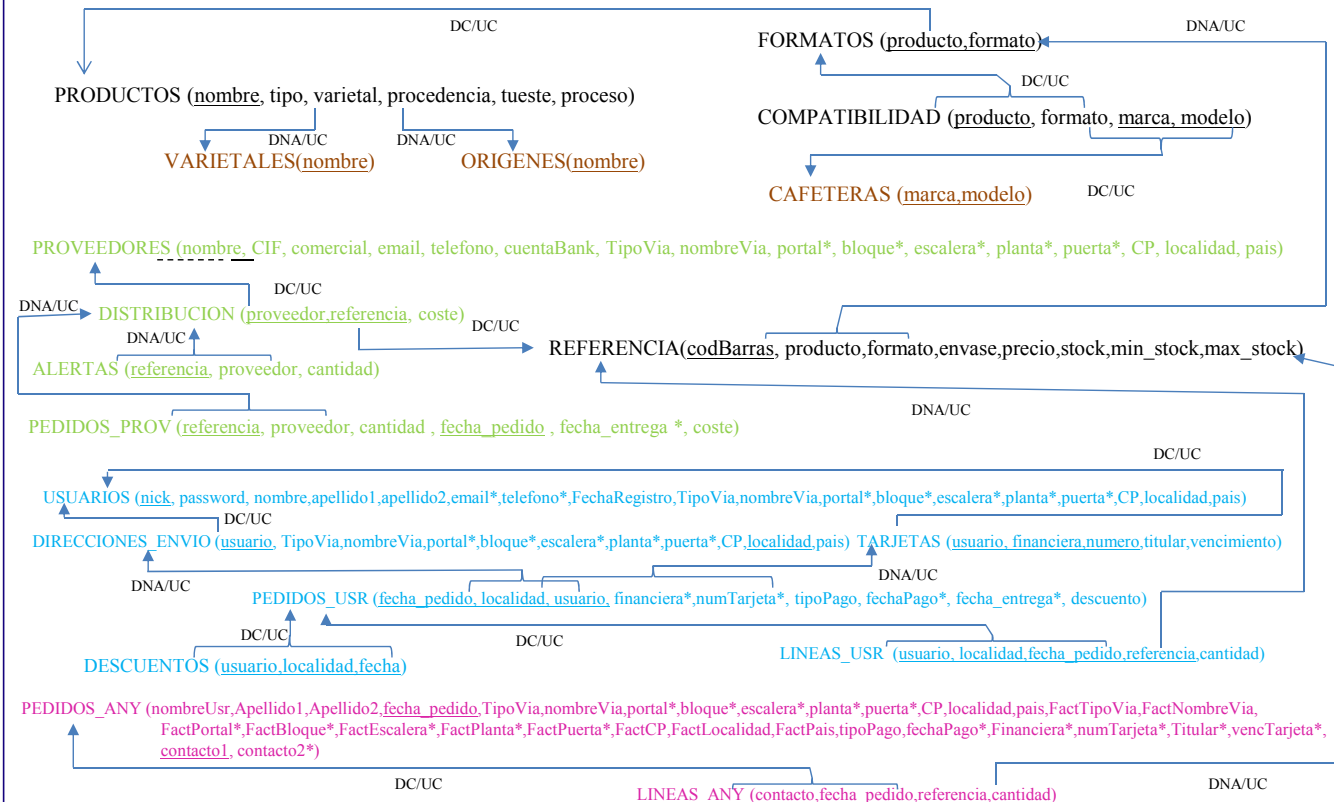 DC/UC
FORMATOS (producto,formato)
DNA/UC
DC/UC
PRODUCTOS (nombre, tipo, varietal, procedencia, tueste, proceso)
COMPATIBILIDAD (producto, formato, marca, modelo)
DNA/UC
DNA/UC
VARIETALES(nombre)
ORIGENES(nombre)
CAFETERAS (marca,modelo)
DC/UC
PROVEEDORES (nombre, CIF, comercial, email, telefono, cuentaBank, TipoVia, nombreVia, portal*, bloque*, escalera*, planta*, puerta*, CP, localidad, pais)
DC/UC
DNA/UC
DISTRIBUCION (proveedor,referencia, coste)
DC/UC
DNA/UC
REFERENCIA(codBarras, producto,formato,envase,precio,stock,min_stock,max_stock)
ALERTAS (referencia, proveedor, cantidad)
DNA/UC
PEDIDOS_PROV (referencia, proveedor, cantidad , fecha_pedido , fecha_entrega *, coste)
DC/UC
USUARIOS (nick, password, nombre,apellido1,apellido2,email*,telefono*,FechaRegistro,TipoVia,nombreVia,portal*,bloque*,escalera*,planta*,puerta*,CP,localidad,pais)
DC/UC
DIRECCIONES_ENVIO (usuario, TipoVia,nombreVia,portal*,bloque*,escalera*,planta*,puerta*,CP,localidad,pais) TARJETAS (usuario, financiera,numero,titular,vencimiento)
DNA/UC
DNA/UC
PEDIDOS_USR (fecha_pedido, localidad, usuario, financiera*,numTarjeta*, tipoPago, fechaPago*, fecha_entrega*, descuento)
DC/UC
DC/UC
DESCUENTOS (usuario,localidad,fecha)
LINEAS_USR (usuario, localidad,fecha_pedido,referencia,cantidad)
PEDIDOS_ANY (nombreUsr,Apellido1,Apellido2,fecha_pedido,TipoVia,nombreVia,portal*,bloque*,escalera*,planta*,puerta*,CP,localidad,pais,FactTipoVia,FactNombreVia,
FactPortal*,FactBloque*,FactEscalera*,FactPlanta*,FactPuerta*,FactCP,FactLocalidad,FactPais,tipoPago,fechaPago*,Financiera*,numTarjeta*,Titular*,vencTarjeta*,
contacto1, contacto2*)
DC/UC
DNA/UC
LINEAS_ANY (contacto,fecha_pedido,referencia,cantidad)